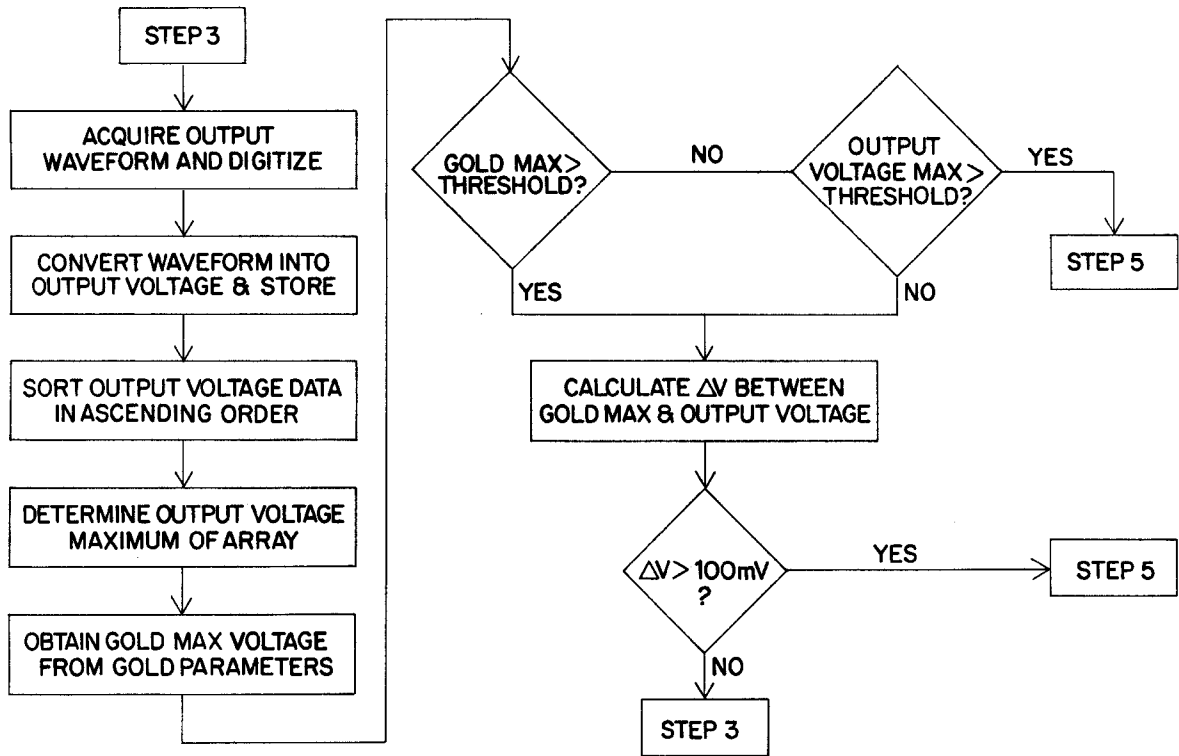 STEP 3
ACQUIRE OUTPUT
WAVEFORM AND DIGITIZE
CONVERT WAVEFORM INTO
OUTPUT VOLTAGE & STORE
SORT OUTPUT VOLTAGE DATA
IN ASCENDING ORDER
DETERMINE OUTPUT VOLTAGE
MAXIMUM OF ARRAY
OBTAIN GOLD MAX VOLTAGE
FROM GOLD PARAMETERS
GOLD MAX>
THRESHOLD?
NO
YES
OUTPUT
VOLTAGE MAX>
THRESHOLD?
YES
NO
STEP 5
CALCULATE ΔV BETWEEN
GOLD MAX & OUTPUT VOLTAGE
ΔV> 100mV
?
YES
STEP 5
NO
STEP 3